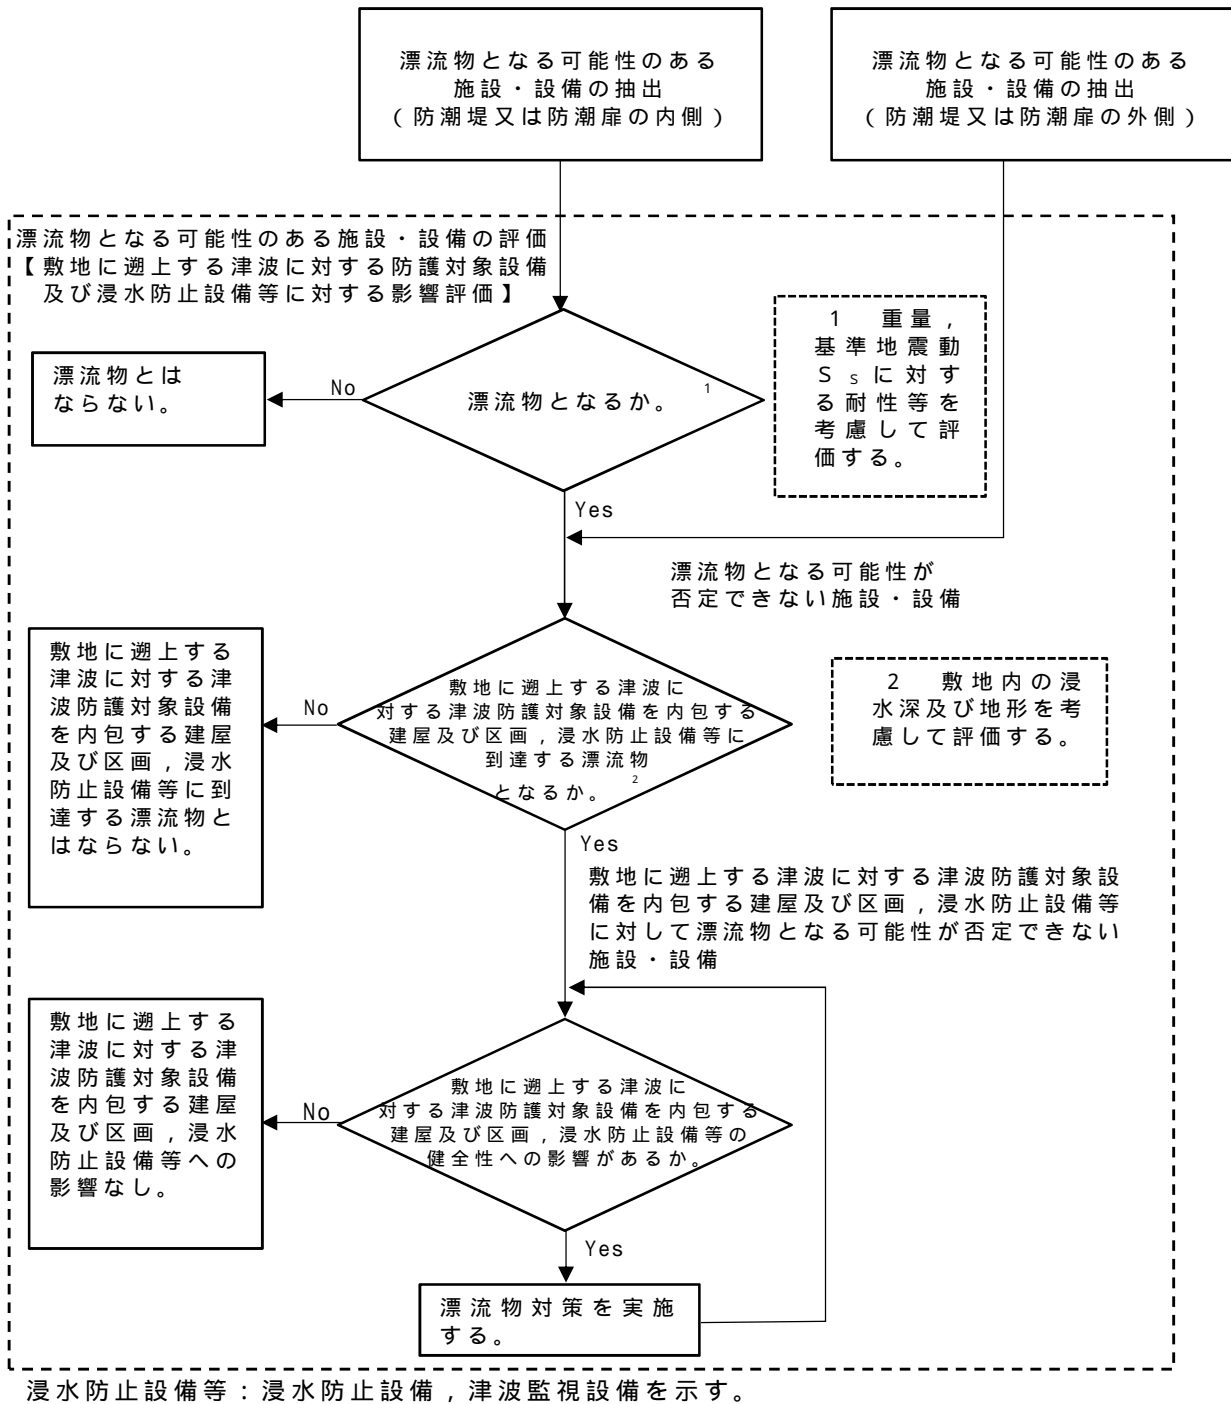 漂流物となる可能性のある
施設・設備の抽出
(防潮堤又は防潮扉の内側)
漂流物となる可能性のある
施設・設備の抽出
(防潮堤又は防潮扉の外側)
漂流物となる可能性のある施設・設備の評価
【敷地に遡上する津波に対する防護対象設備
及び浸水防止設備等に対する影響評価】
1 重量,
基準地震動
Ssに対す
る耐性等を
考慮して評
価する。
漂流物とは
ならない。
No
漂流物となるか。 1
Yes
漂流物となる可能性が
否定できない施設・設備
敷地に遡上する
津波に対する津
波防護対象設備
を内包する建屋
及び区画,浸水
防止設備等に到
達する漂流物と
はならない。
No
敷地に遡上する津波に
対する津波防護対象設備を内包する
建屋及び区画,浸水防止設備等に
到達する漂流物
となるか。 2
2 敷地内の浸
水深及び地形を考
慮して評価する。
Yes
敷地に遡上する津波に対する津波防護対象設
備を内包する建屋及び区画,浸水防止設備等
に対して漂流物となる可能性が否定できない
施設・設備
敷地に遡上する
津波に対する津
波防護対象設備
を内包する建屋
及び区画,浸水
防止設備等への
影響なし。
No
敷地に遡上する津波に
対する津波防護対象設備を内包する
建屋及び区画,浸水防止設備等の
健全性への影響があるか。
Yes
漂流物対策を実施
する。
浸水防止設備等:浸水防止設備,津波監視設備を示す。